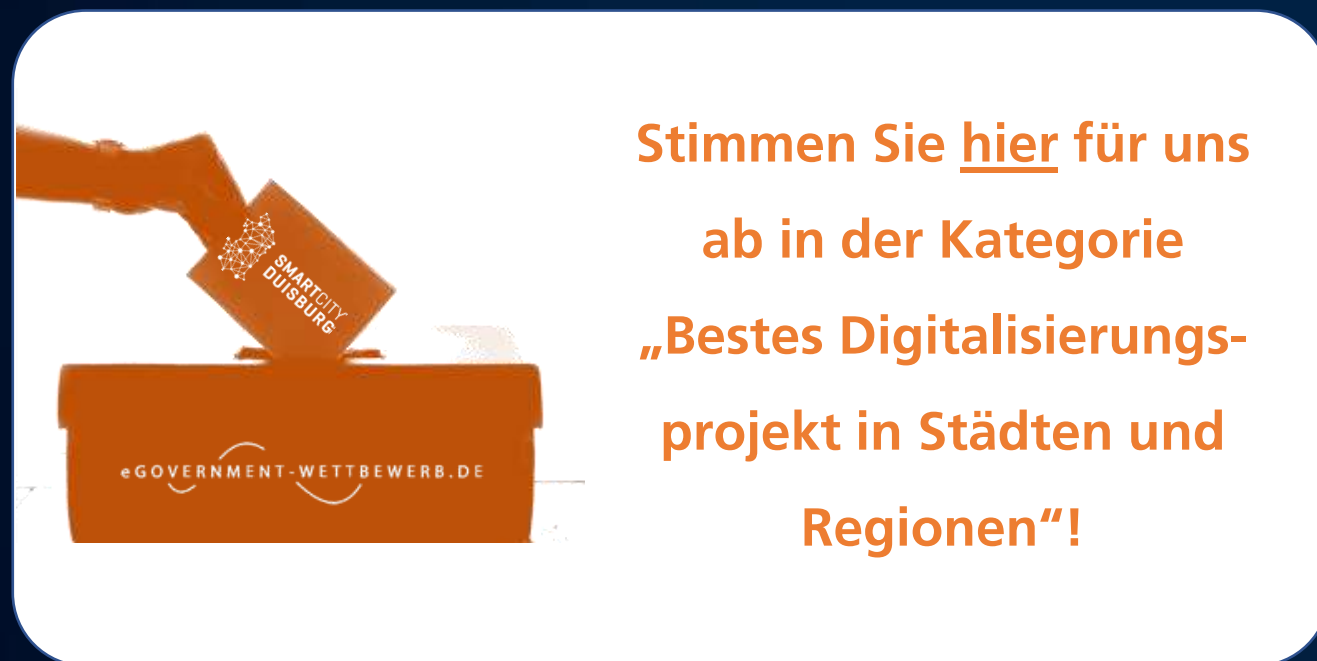 Stimmen Sie hier für uns
ab in der Kategorie
„Bestes Digitalisierungs-
projekt in Städten und
Regionen“!
SMARTCITY
DUISBURG
eGOVERNMENT-WETTBEWERB.DE